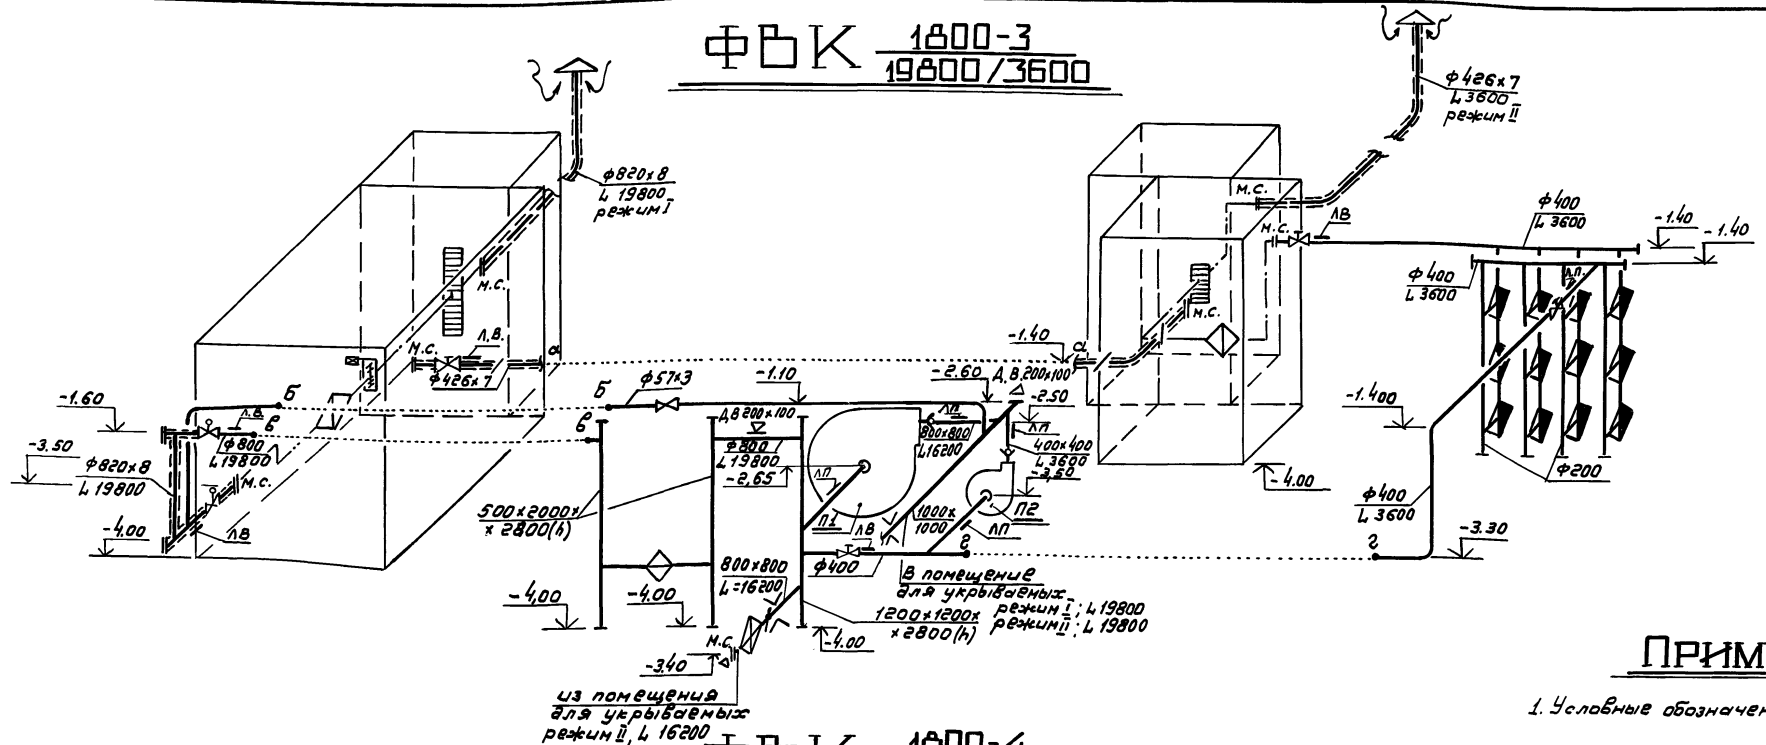 ФВК 1800-3
19800/3600
ф820х8
L 19800
режим I
ф426х7
L 3600
режим II
м.с.
ЛВ
м.с.
ф400
L 3600
-1.40
-1.40
ф400
L 3600
Л.П.
м.с.
м.с.
Л.В.
м.с.
ф426х7
а
-1.40
а
Б
Б
ф57х3
-1.10
-2.60
Д.В.200х100
-2.50
-1.60
Л.В.
в
в
ф800
L 19800
Д.В 200х100
ф800
L 19800
-2,65
ЛП
800х800
L 16200
ЛП
400х400
L 3600
-3,50
-1.400
-3.50
ф820х8
L 19800
м.с.
ЛП
-4.00
ф200
ф400
L 3600
500х2000х
х 2800(h)
П1
1000х
1000
П2
ЛП
-4.00
ЛВ
ЛВ
г
г
-3.30
ф400
800х800
L=16200
В помещение
для укрываемых
режим I; L 19800
режим II; L 19800
-4,00
-4.00
1200х1200х
х 2800(h)
-4.00
м.с.
-3.40
из помещения
для укрываемых
режим II, L 16200
Прим
1. Условные обозначен
ФВК 1800-4